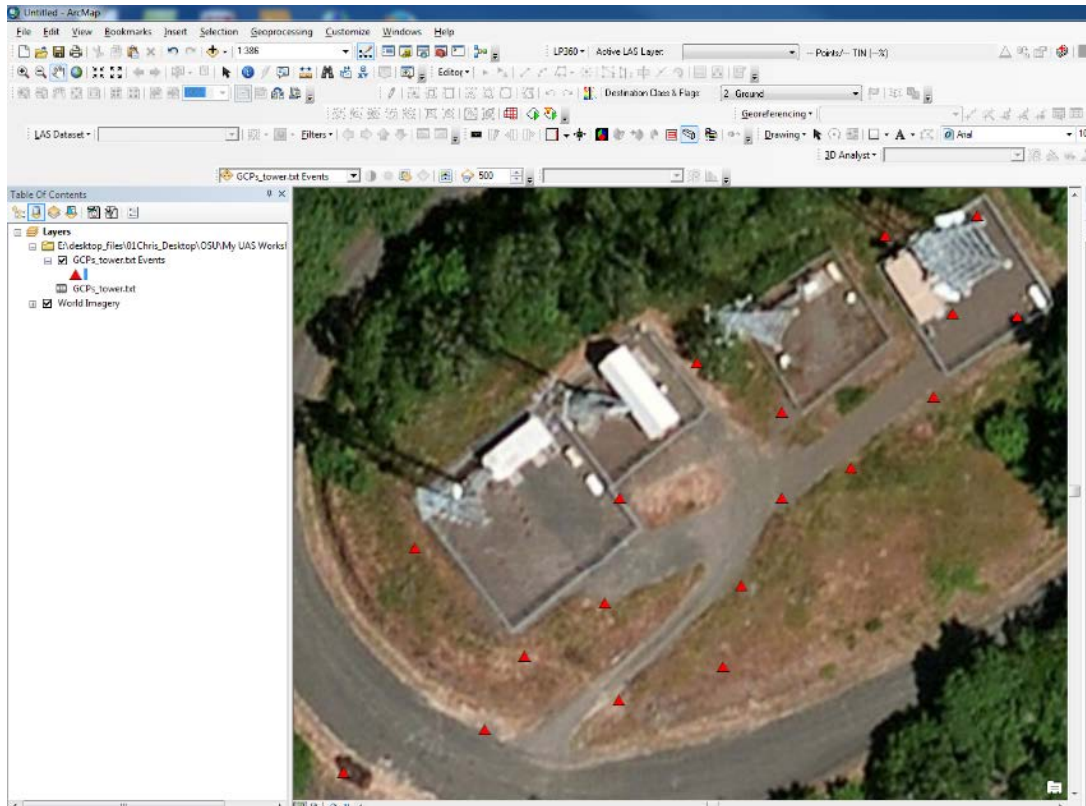 Untitled - ArcMap
File Edit View Bookmarks Insert Selection Geoprocessing Customize Windows Help
1:386 LP360 Active LAS Layer: -- Points/-- TIN (--%)
Editor
Destination Class & Flags: 2 Ground
Georeferencing
LAS Dataset Filters Drawing A Arial 10
3D Analyst
GCPs_tower.txt Events 500
Table Of Contents
Layers
E:\desktop_files\01Chris_Desktop\OSU\My UAS Worksl
GCPs_tower.txt Events
GCPs_tower.txt
World Imagery